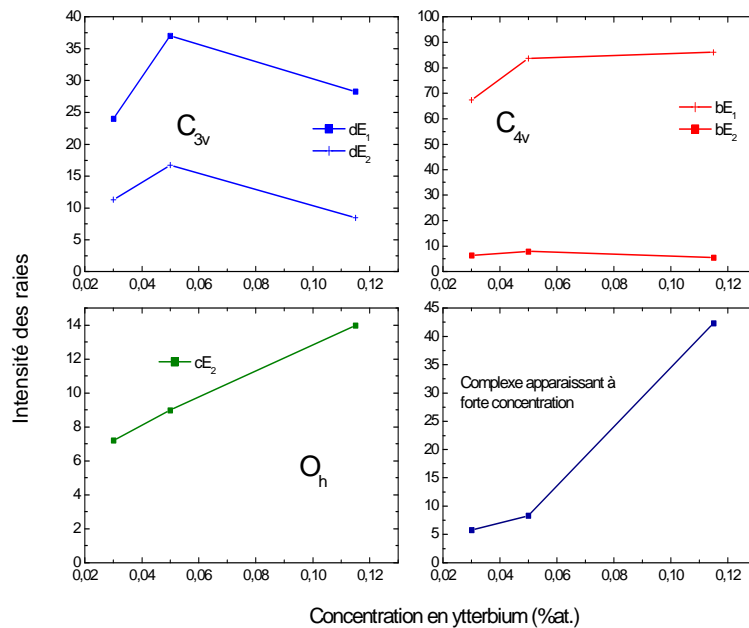 Intensité des raies
40
35
30
25
20
15
10
5
0
0,02 0,04 0,06 0,08 0,10 0,12
C3v
dE1
dE2
100
90
80
70
60
50
40
30
20
10
0
0,02 0,04 0,06 0,08 0,10 0,12
C4v
bE1
bE2
14
12
10
8
6
4
2
0
0,02 0,04 0,06 0,08 0,10 0,12
cE2
Oh
45
40
35
30
25
20
15
10
5
0
0,02 0,04 0,06 0,08 0,10 0,12
Complexe apparaissant à
forte concentration
Concentration en ytterbium (%at.)